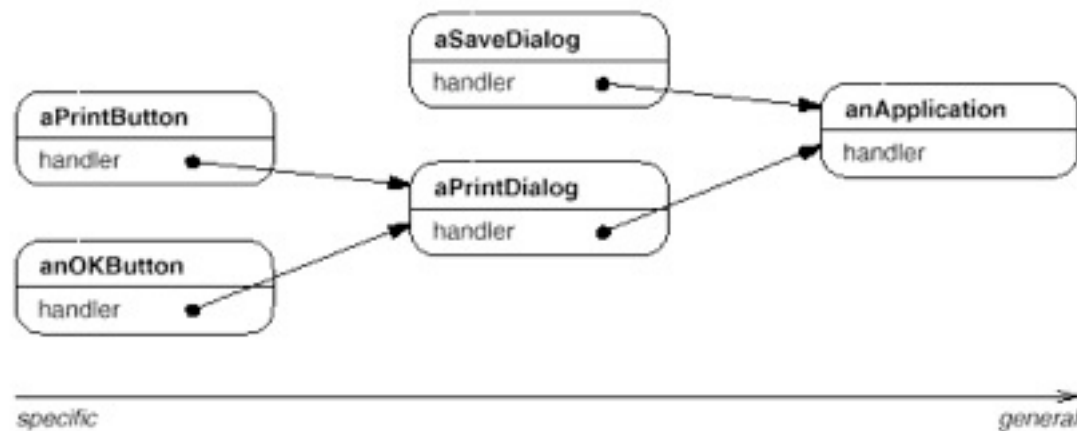 aSaveDialog
handler
aPrintButton
handler
anApplication
handler
aPrintDialog
handler
anOKButton
handler
specific
general